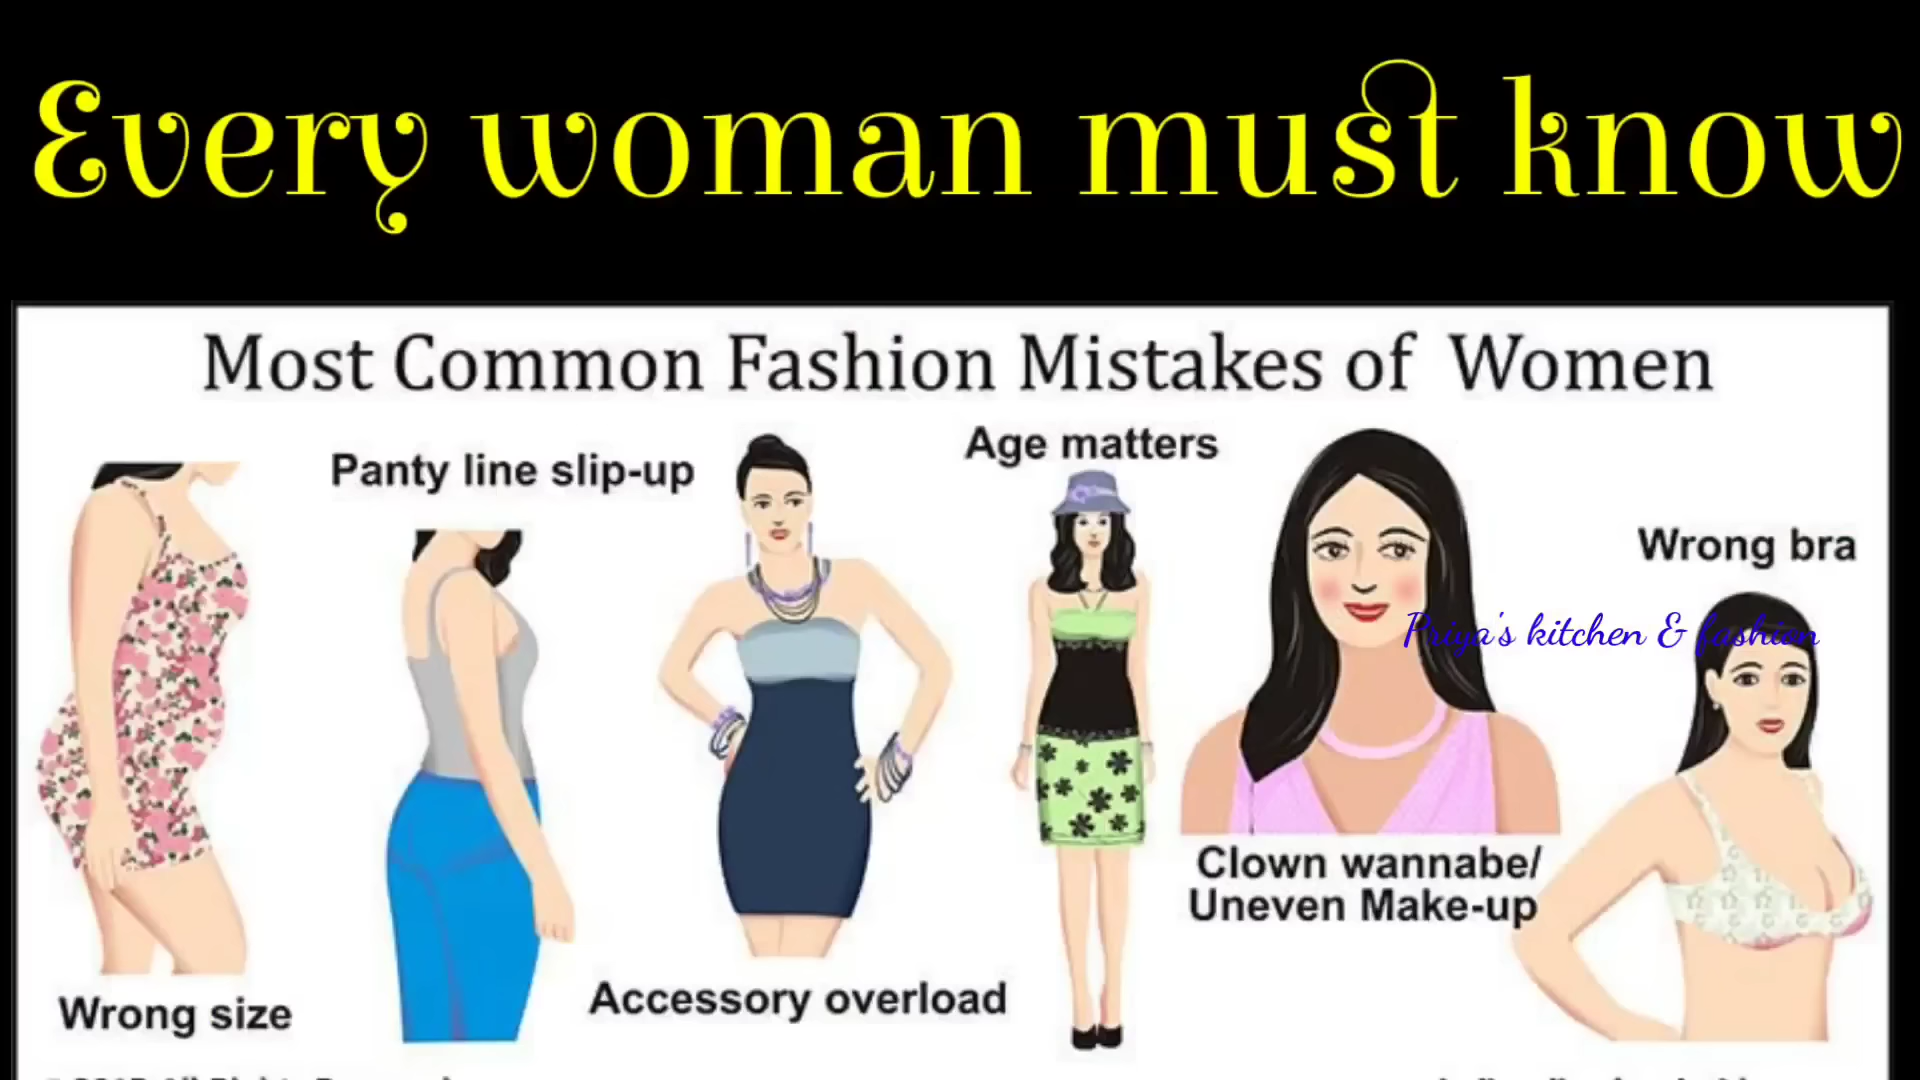 Every woman must know
Most Common Fashion Mistakes of Women
Age matters
Panty line slip-up
Wrong bra
Priya's kitchen & fashion
Clown wannabe/
Uneven Make-up
Accessory overload
Wrong size